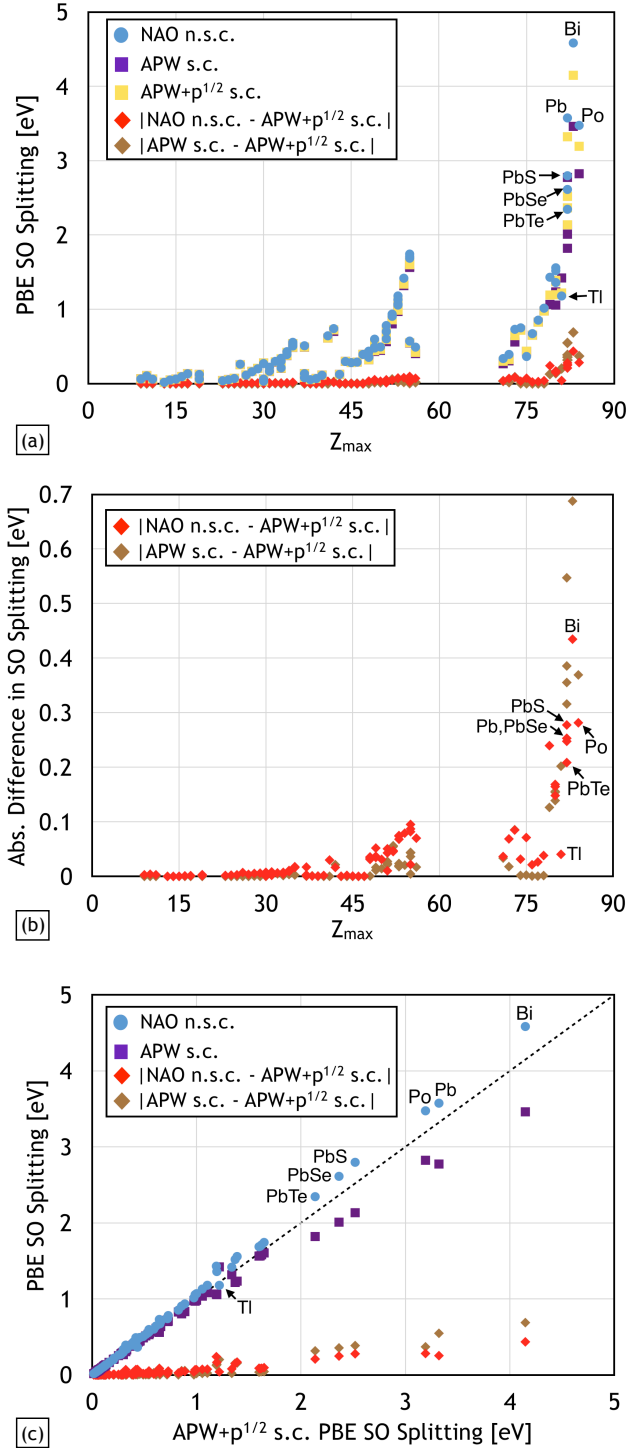 5
4
3
2
1
0
PBE SO Splitting [eV]
NAO n.s.c.
APW s.c.
APW+p1/2 s.c.
|NAO n.s.c. - APW+p1/2 s.c.|
|APW s.c. - APW+p1/2 s.c.|
Bi
Pb
Po
PbS
PbSe
PbTe
Tl
0 15 30 45 60 75 90
Zmax
(a)
0.7
0.6
0.5
0.4
0.3
0.2
0.1
0
Abs. Difference in SO Splitting [eV]
|NAO n.s.c. - APW+p1/2 s.c.|
|APW s.c. - APW+p1/2 s.c.|
Bi
PbS
Pb,PbSe
Po
PbTe
Tl
0 15 30 45 60 75 90
Zmax
(b)
5
4
3
2
1
0
PBE SO Splitting [eV]
NAO n.s.c.
APW s.c.
|NAO n.s.c. - APW+p1/2 s.c.|
|APW s.c. - APW+p1/2 s.c.|
Bi
Po Pb
PbS
PbSe
PbTe
Tl
0 1 2 3 4 5
APW+p1/2 s.c. PBE SO Splitting [eV]
(c)